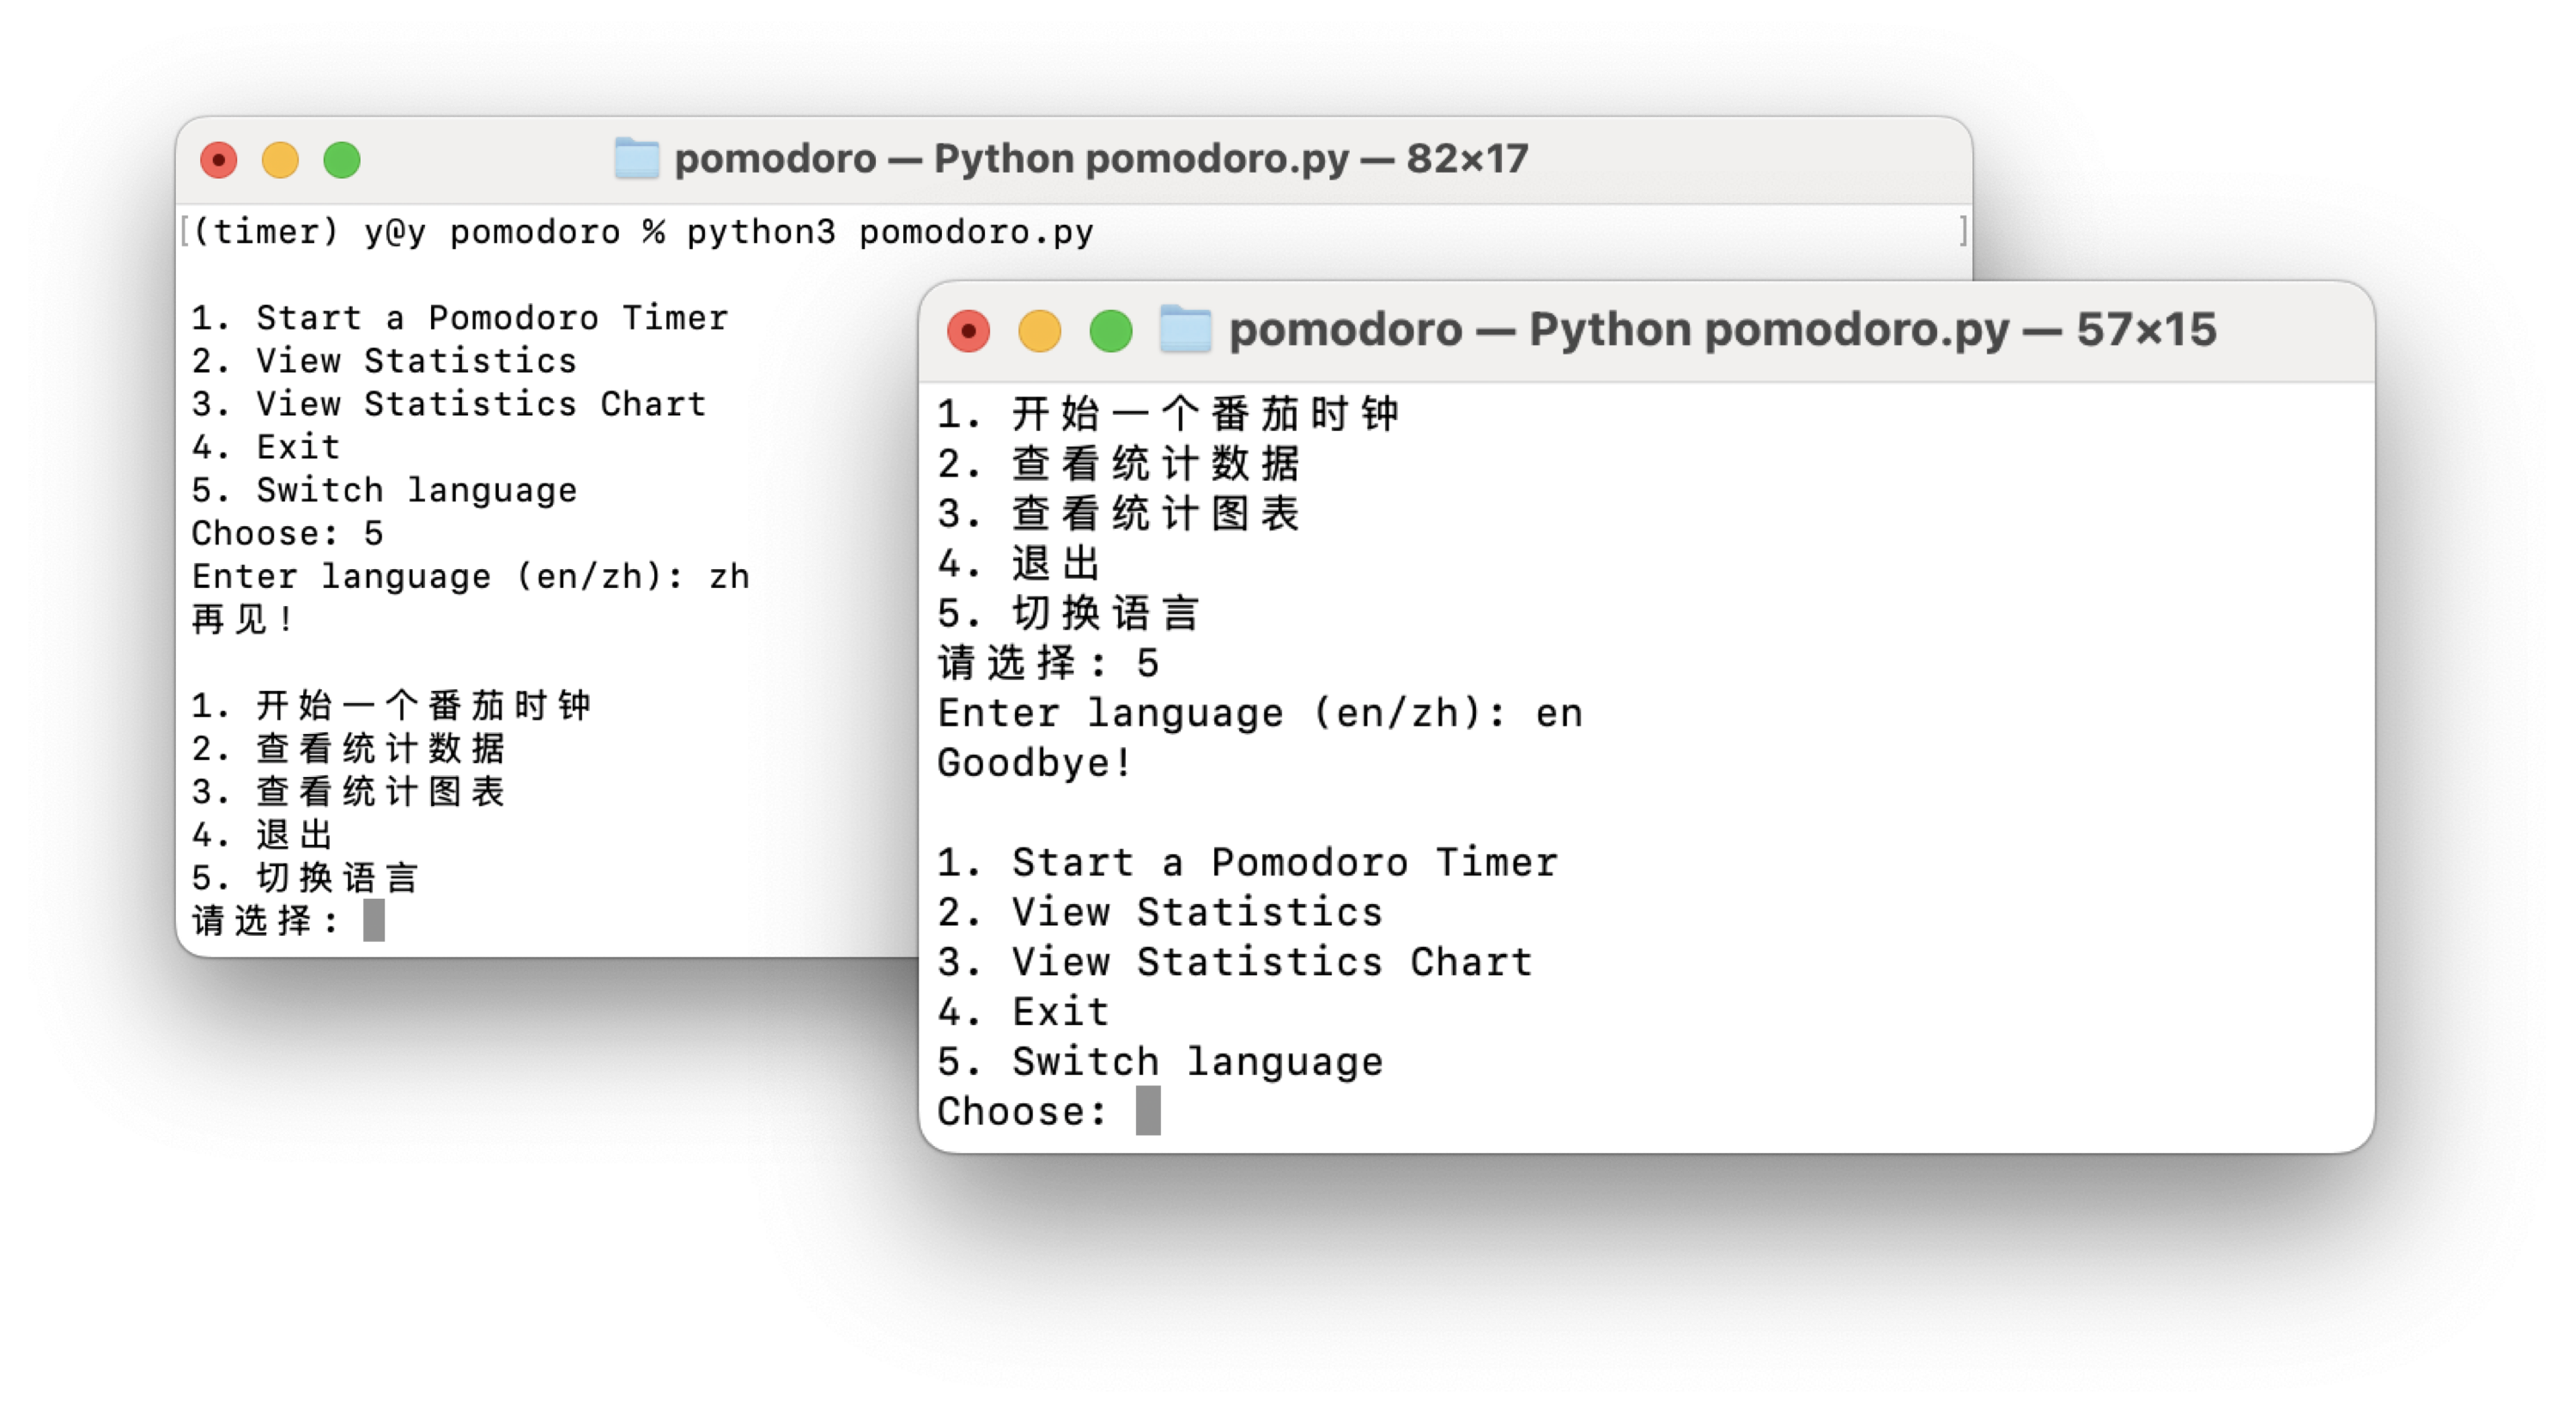 pomodoro — Python pomodoro.py — 82×17
[(timer) y@y pomodoro % python3 pomodoro.py ]
1. Start a Pomodoro Timer
2. View Statistics
3. View Statistics Chart
4. Exit
5. Switch language
Choose: 5
Enter language (en/zh): zh
再见!
1. 开始一个番茄时钟
2. 查看统计数据
3. 查看统计图表
4. 退出
5. 切换语言
请选择:
pomodoro — Python pomodoro.py — 57×15
1. 开始一个番茄时钟
2. 查看统计数据
3. 查看统计图表
4. 退出
5. 切换语言
请选择: 5
Enter language (en/zh): en
Goodbye!
1. Start a Pomodoro Timer
2. View Statistics
3. View Statistics Chart
4. Exit
5. Switch language
Choose: